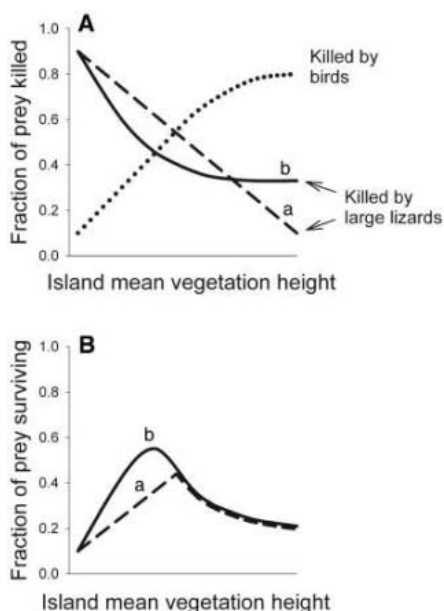 A
Fraction of prey killed
1.0
0.8
0.6
0.4
0.2
0.0
Killed by
birds
b
a
Killed by
large lizards
Island mean vegetation height
B
Fraction of prey surviving
1.0
0.8
0.6
0.4
0.2
0.0
b
a
Island mean vegetation height